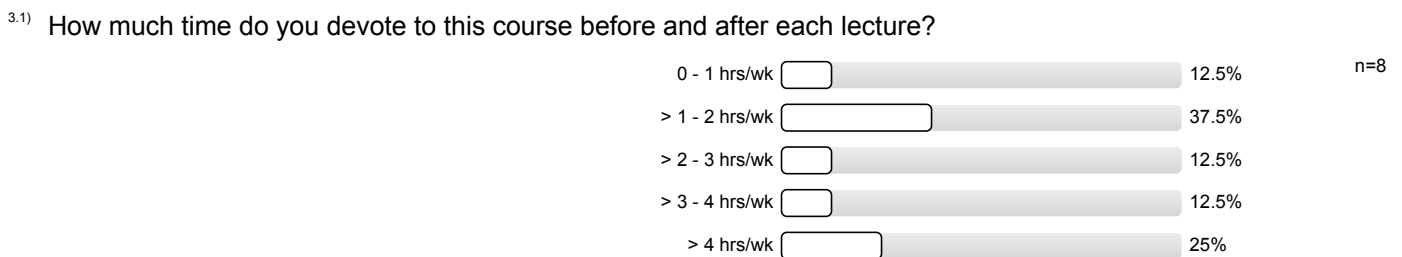 3.1) How much time do you devote to this course before and after each lecture?
0 - 1 hrs/wk 12.5% n=8
> 1 - 2 hrs/wk 37.5%
> 2 - 3 hrs/wk 12.5%
> 3 - 4 hrs/wk 12.5%
> 4 hrs/wk 25%